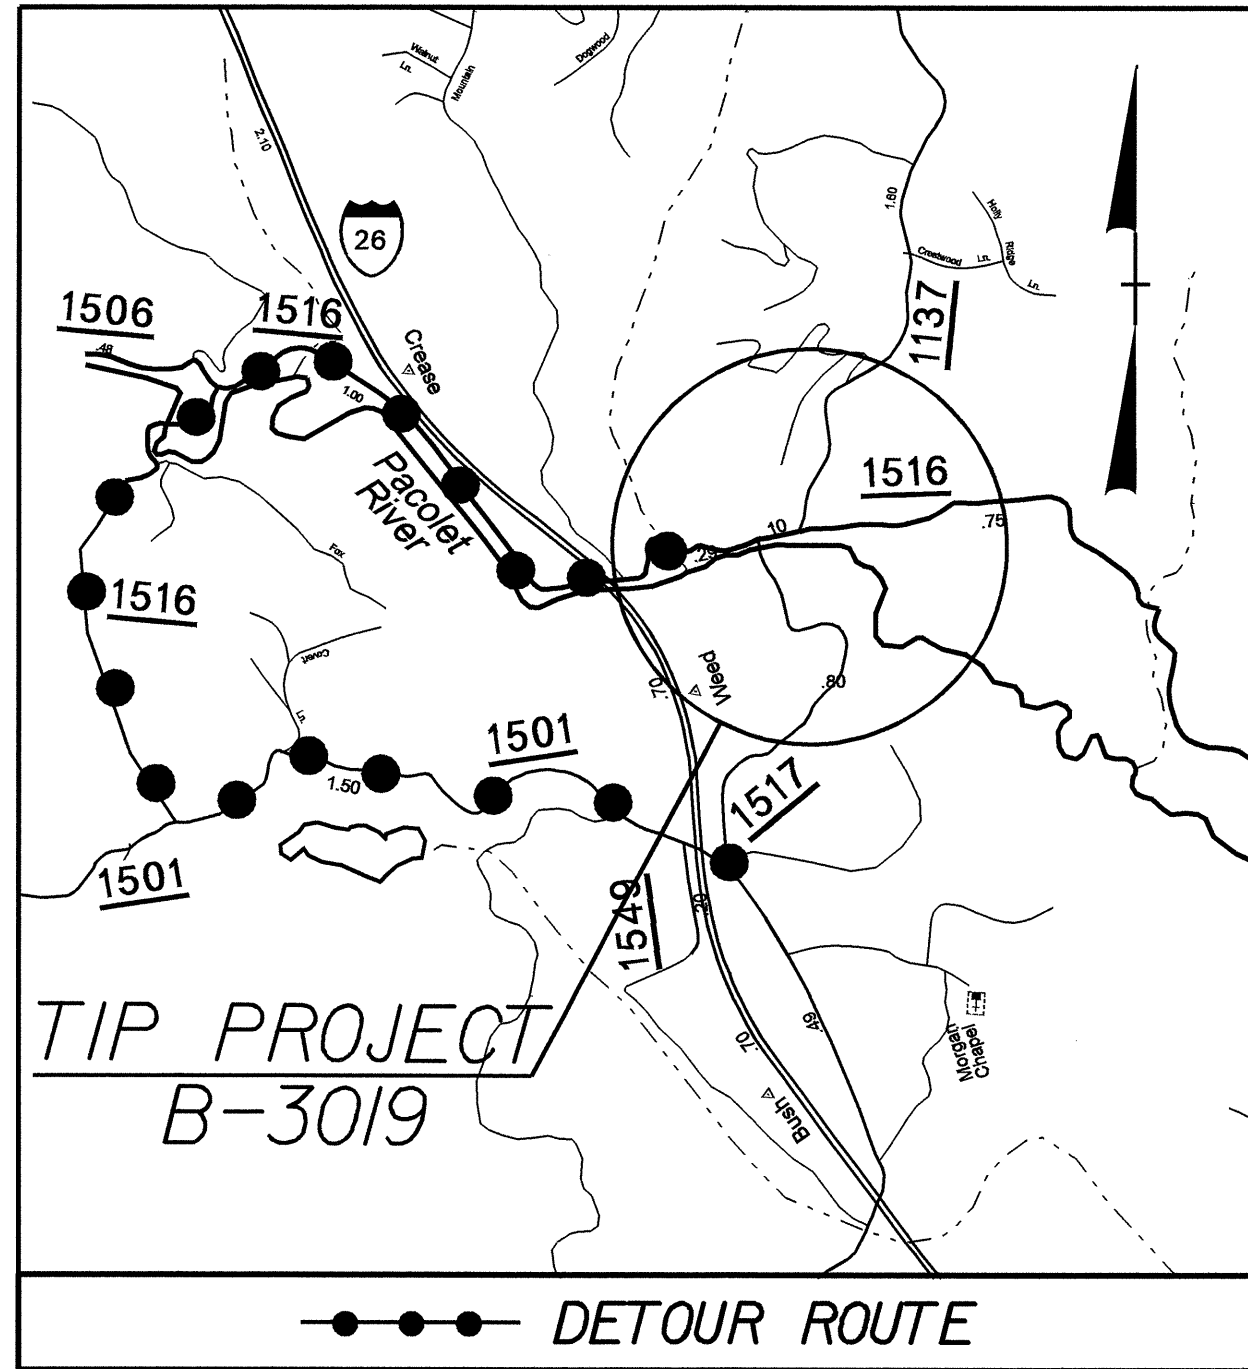 Walnut
Ln.
Mountain
Dogwood
2.10
26
1.60
Holly
Ridge
Ln.
Crestwood Ln.
1137
1506
.48
1516
1.00
Crease
Pacolet
River
1516
.75
.10
.29
Fox
1516
Covert
Ln.
.70
Weed
.80
1501
1.50
1517
1501
1549
.20
TIP PROJECT
B-3019
.70
.49
Morgan
Chapel
Bush
DETOUR ROUTE